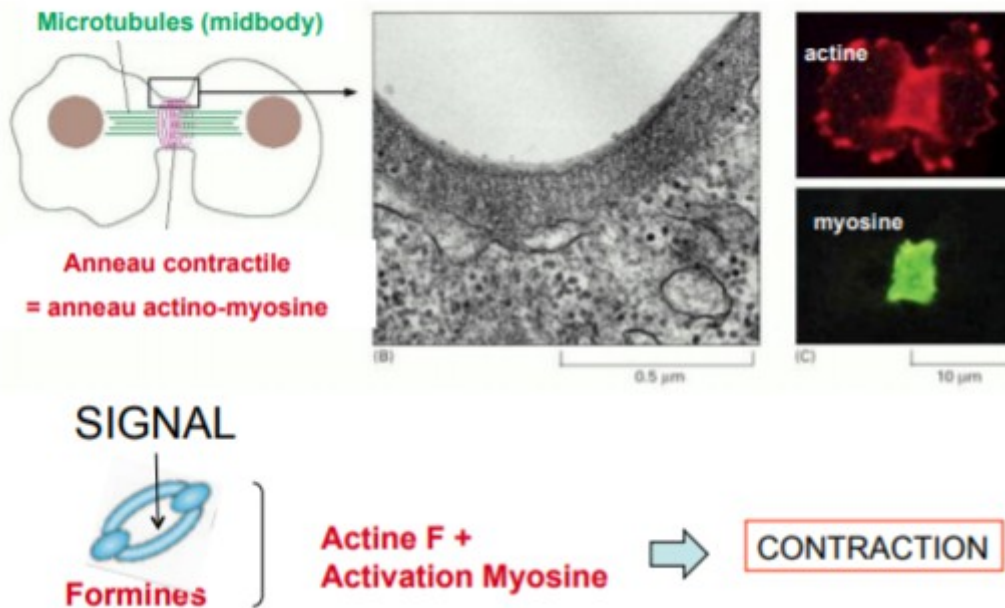 Microtubules (midbody)
Anneau contractile
= anneau actino-myosine
(B)
0.5 μm
actine
myosine
(C)
10 μm
SIGNAL
Formines
Actine F +
Activation Myosine
CONTRACTION